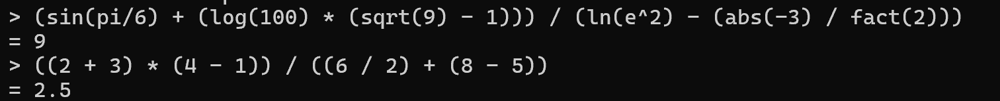 > (sin(pi/6) + (log(100) * (sqrt(9) - 1))) / (ln(e^2) - (abs(-3) / fact(2)))
= 9
> ((2 + 3) * (4 - 1)) / ((6 / 2) + (8 - 5))
= 2.5